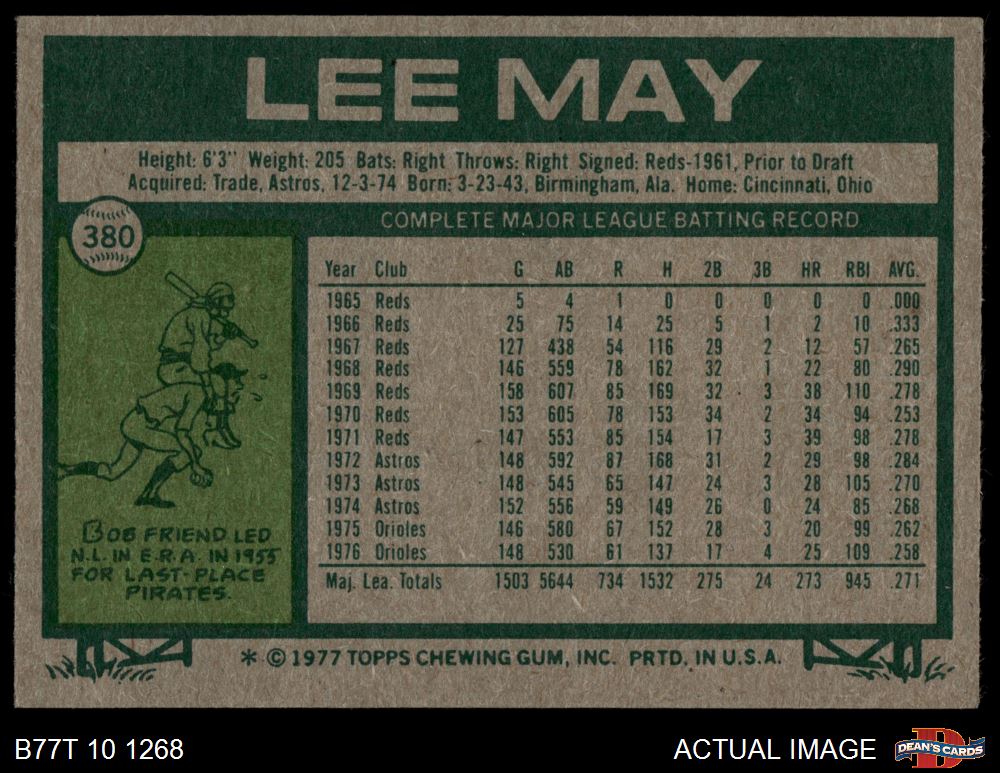 LEE MAY
Height: 6'3" Weight: 205 Bats: Right Throws: Right Signed: Reds-1961, Prior to Draft
Acquired: Trade, Astros, 12-3-74 Born: 3-23-43, Birmingham, Ala. Home: Cincinnati, Ohio
380
COMPLETE MAJOR LEAGUE BATTING RECORD
Year Club G AB R H 2B 3B HR RBI AVG.
1965 Reds 5 4 1 0 0 0 0 0 .000
1966 Reds 25 75 14 25 5 1 2 10 .333
1967 Reds 127 438 54 116 29 2 12 57 .265
1968 Reds 146 559 78 162 32 1 22 80 .290
1969 Reds 158 607 85 169 32 3 38 110 .278
1970 Reds 153 605 78 153 34 2 34 94 .253
1971 Reds 147 553 85 154 17 3 39 98 .278
1972 Astros 148 592 87 168 31 2 29 98 .284
1973 Astros 148 545 65 147 24 3 28 105 .270
1974 Astros 152 556 59 149 26 0 24 85 .268
1975 Orioles 146 580 67 152 28 3 20 99 .262
1976 Orioles 148 530 61 137 17 4 25 109 .258
Maj. Lea. Totals 1503 5644 734 1532 275 24 273 945 .271
BOB FRIEND LED
N.L. IN E.R.A. IN 1955
FOR LAST-PLACE
PIRATES.
* © 1977 TOPPS CHEWING GUM, INC. PRTD. IN U.S.A.
B77T 10 1268
ACTUAL IMAGE
D
DEAN'S CARDS